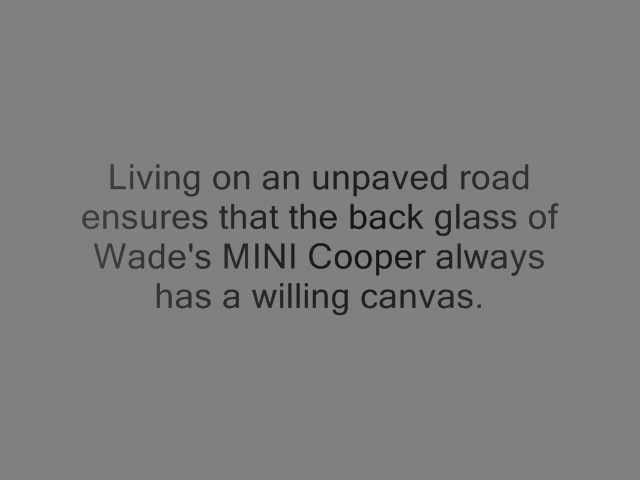 Living on an unpaved road
ensures that the back glass of
Wade's MINI Cooper always
has a willing canvas.